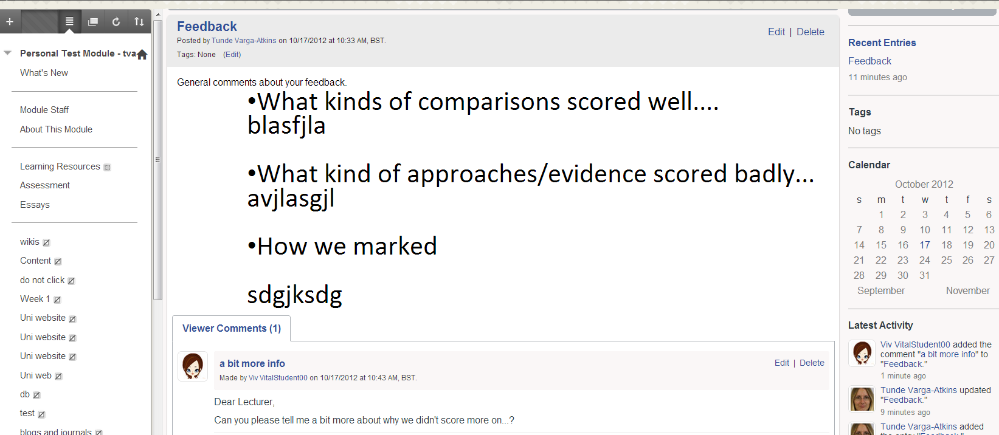 Personal Test Module - tva
What's New
Module Staff
About This Module
Learning Resources
Assessment
Essays
wikis
Content
do not click
Week 1
Uni website
Uni website
Uni website
Uni web
db
test
blogs and journals
Feedback
Edit | Delete
Posted by Tunde Varga-Atkins on 10/17/2012 at 10:33 AM, BST.
Tags: None (Edit)
General comments about your feedback.
•What kinds of comparisons scored well....
blasfjla
•What kind of approaches/evidence scored badly...
avjlasgjl
•How we marked
sdgjksdg
Viewer Comments (1)
a bit more info
Edit | Delete
Made by Viv VitalStudent00 on 10/17/2012 at 10:43 AM, BST.
Dear Lecturer,
Can you please tell me a bit more about why we didn't score more on...?
Recent Entries
Feedback
11 minutes ago
Tags
No tags
Calendar
October 2012
s m t w t f s
1 2 3 4 5 6
7 8 9 10 11 12 13
14 15 16 17 18 19 20
21 22 23 24 25 26 27
28 29 30 31
September November
Latest Activity
Viv VitalStudent00 added the
comment "a bit more info" to
"Feedback."
1 minute ago
Tunde Varga-Atkins updated
"Feedback."
9 minutes ago
Tunde Varga-Atkins added
the entry "Feedback."